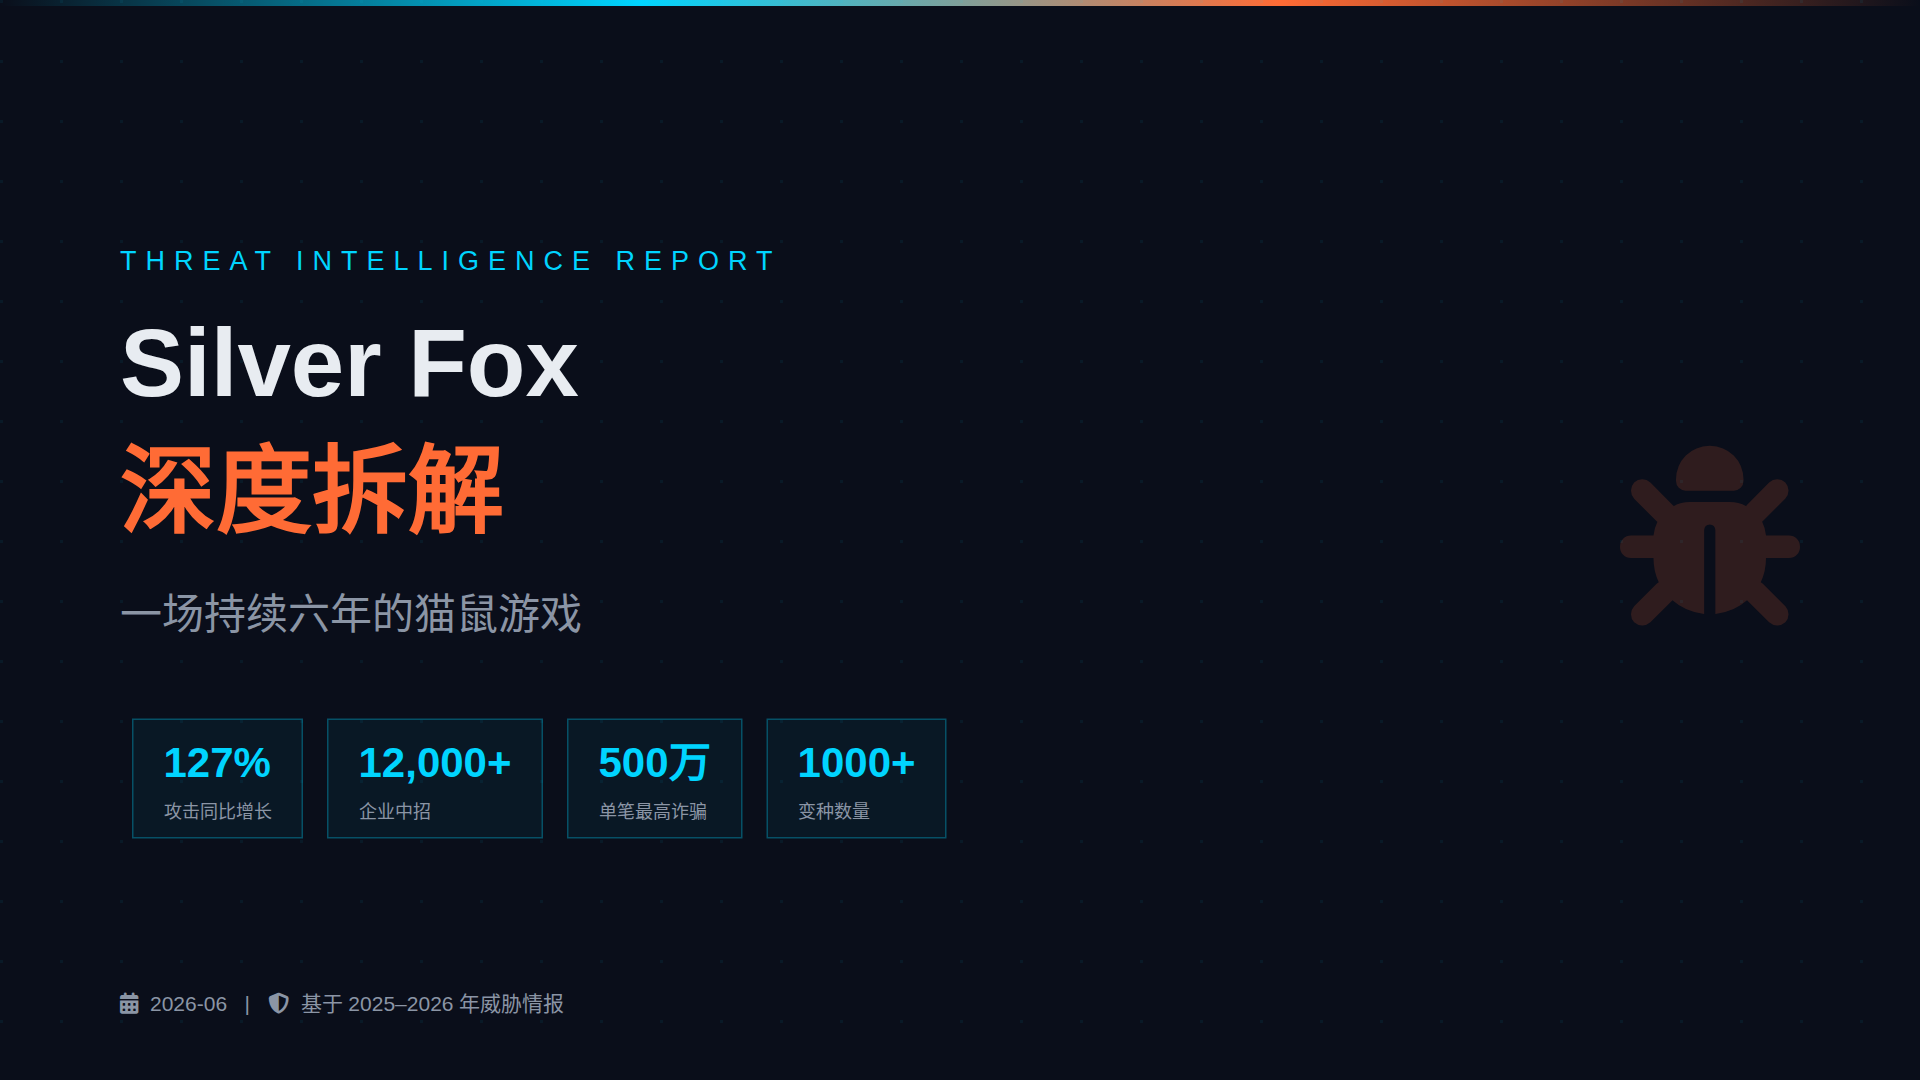 THREAT INTELLIGENCE REPORT
Silver Fox
深度拆解
一场持续六年的猫鼠游戏
127%
攻击同比增长
12,000+
企业中招
500万
单笔最高诈骗
1000+
变种数量
2026-06 | 基于 2025–2026 年威胁情报